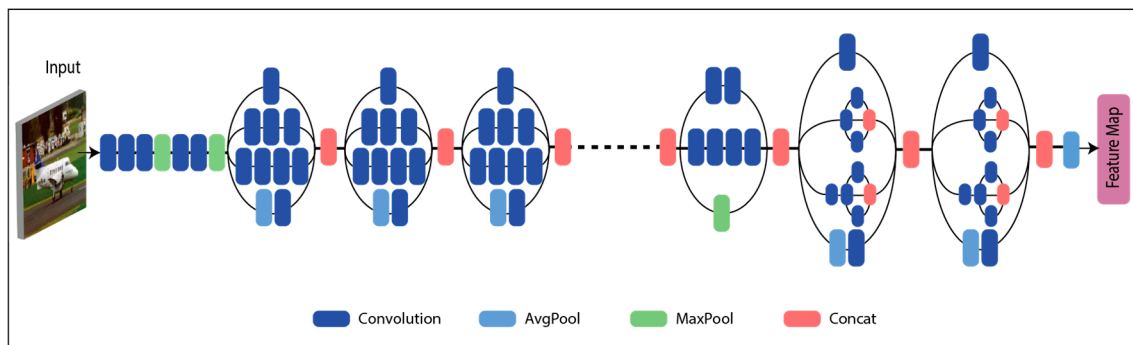 Input
Feature Map
Convolution
AvgPool
MaxPool
Concat